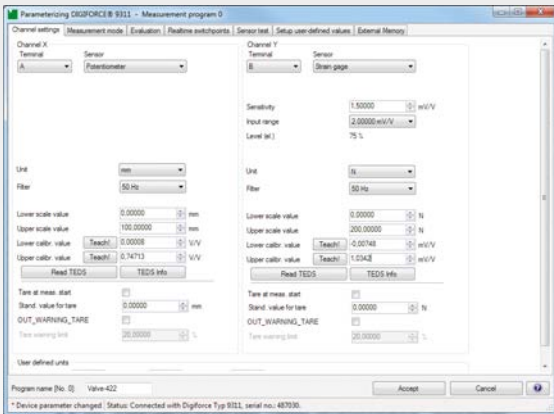 Parameterizing DIGIFORCE® 9311 - Measurement program 0
Channel settings Measurement mode Evaluation Realtime switchpoints Sensor test Setup user-defined values External Memory
Channel X
Terminal Sensor
A Potentiometer
Unit mm
Filter 50 Hz
Lower scale value 0,00000 mm
Upper scale value 100,00000 mm
Lower calibr. value Teach! 0,00008 V/V
Upper calibr. value Teach! 0,74713 V/V
Read TEDS TEDS Info
Tare at meas. start
Stand. value for tare 0,00000 mm
OUT_WARNING_TARE
Tare warning limit 20,00000 %
Channel Y
Terminal Sensor
B Strain gage
Sensitivity 1,50000 mV/V
Input range 2.00000 mV/V
Level (el.) 75 %
Unit N
Filter 50 Hz
Lower scale value 0,00000 N
Upper scale value 200,00000 N
Lower calibr. value Teach! -0,00748 mV/V
Upper calibr. value Teach! 1,0342 mV/V
Read TEDS TEDS Info
Tare at meas. start
Stand. value for tare 0,00000 N
OUT_WARNING_TARE
Tare warning limit 20,00000 %
User defined units
Program name [No. 0] Valve-422 Accept Cancel
* Device parameter changed Status: Connected with Digiforce Typ 9311, serial no.: 487030.